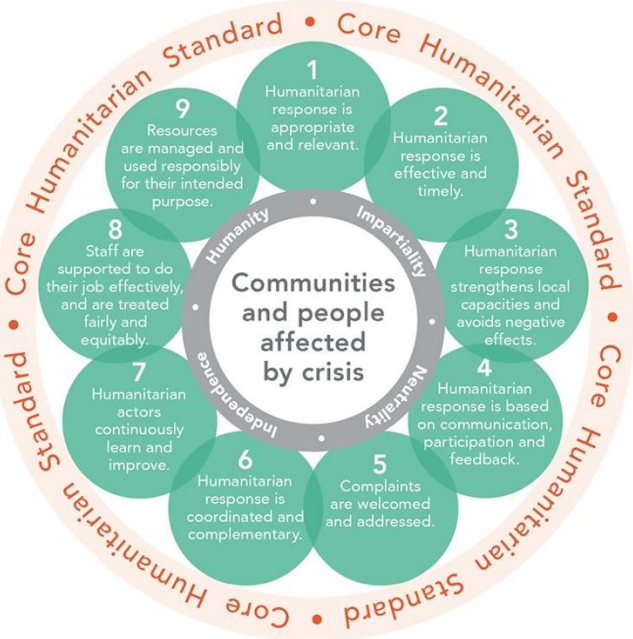 Core Humanitarian Standard • Core Humanitarian Standard • Core Humanitarian Standard • Core Humanitarian Standard • Core Humanitarian Standard •
1
Humanitarian
response is
appropriate
and relevant.
2
Humanitarian
response is
effective and
timely.
3
Humanitarian
response
strengthens local
capacities and
avoids negative
effects.
4
Humanitarian
response is based
on communication,
participation and
feedback.
5
Complaints
are welcomed
and addressed.
6
Humanitarian
response is
coordinated and
complementary.
7
Humanitarian
actors
continuously
learn and
improve.
8
Staff are
supported to do
their job effectively,
and are treated
fairly and
equitably.
9
Resources
are managed and
used responsibly
for their intended
purpose.
Humanity • Impartiality • Neutrality • Independence •
Communities
and people
affected
by crisis